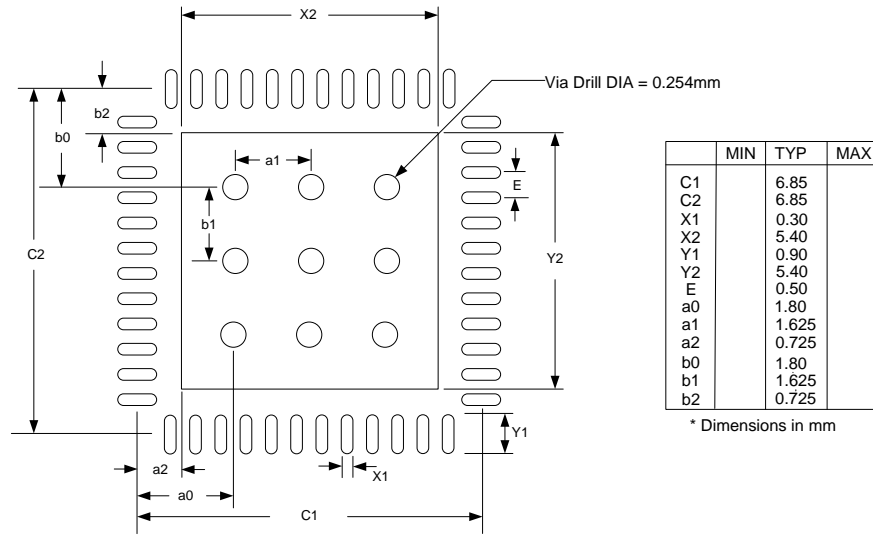 X2
Via Drill DIA = 0.254mm
b2
b0
a1
E
b1
C2
Y2
Y1
X1
a2
a0
C1
MIN TYP MAX
C1 6.85
C2 6.85
X1 0.30
X2 5.40
Y1 0.90
Y2 5.40
E 0.50
a0 1.80
a1 1.625
a2 0.725
b0 1.80
b1 1.625
b2 0.725
* Dimensions in mm